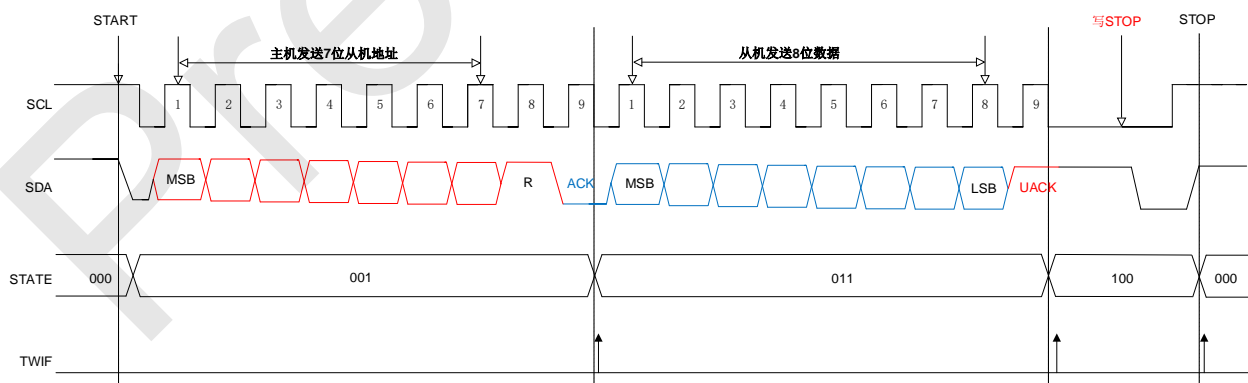 START
写STOP
STOP
主机发送7位从机地址
从机发送8位数据
SCL
1 2 3 4 5 6 7 8 9 1 2 3 4 5 6 7 8 9
SDA
MSB R ACK MSB LSB UACK
STATE
000 001 011 100 000
TWIF
Pre